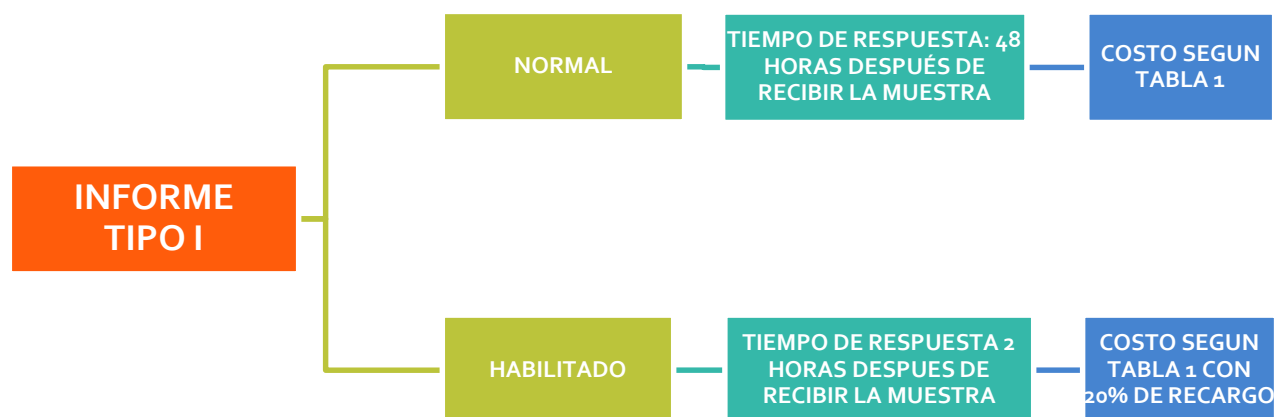 INFORME
TIPO I
NORMAL
TIEMPO DE RESPUESTA: 48
HORAS DESPUÉS DE
RECIBIR LA MUESTRA
COSTO SEGUN
TABLA 1
HABILITADO
TIEMPO DE RESPUESTA 2
HORAS DESPUES DE
RECIBIR LA MUESTRA
COSTO SEGUN
TABLA 1 CON
20% DE RECARGO